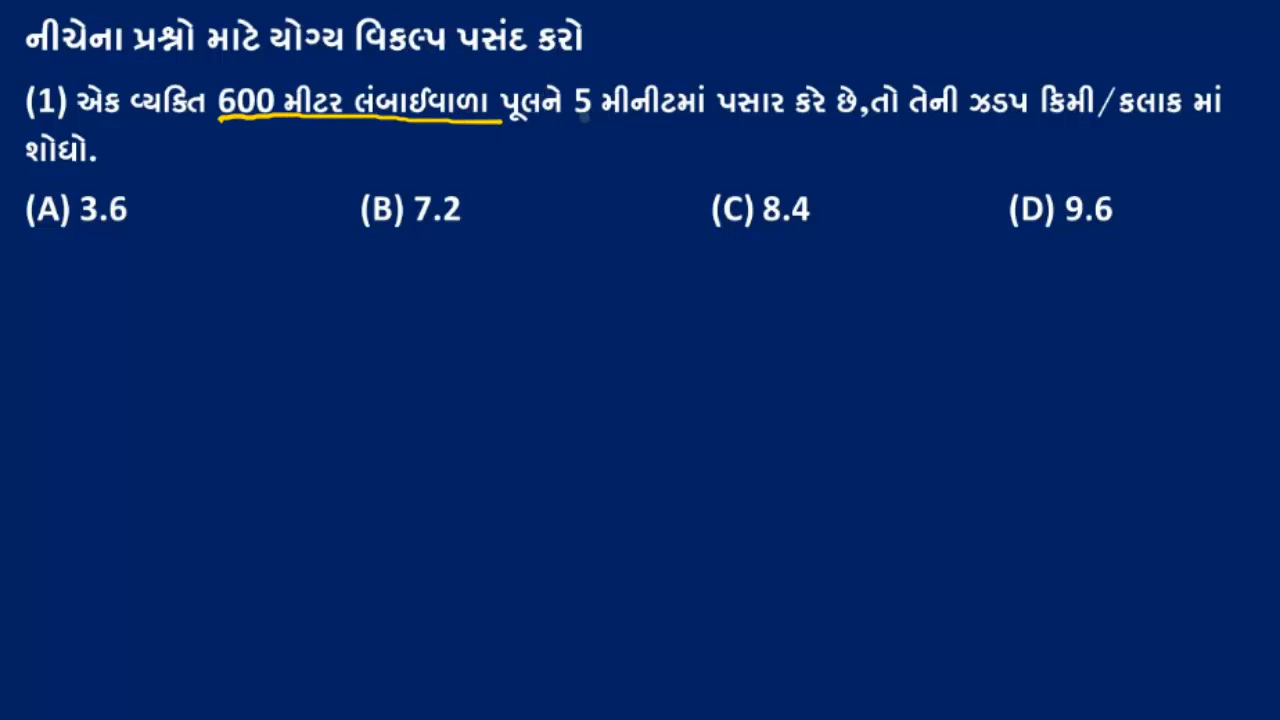 નીચેના પ્રશ્નો માટે યોગ્ય વિકલ્પ પસંદ કરો
(1) એક વ્યક્તિ 600 મીટર લંબાઈવાળા પૂલને 5 મીનીટમાં પસાર કરે છે,તો તેની ઝડપ કિમી/કલાક માં
શોધો.
(A) 3.6 (B) 7.2 (C) 8.4 (D) 9.6